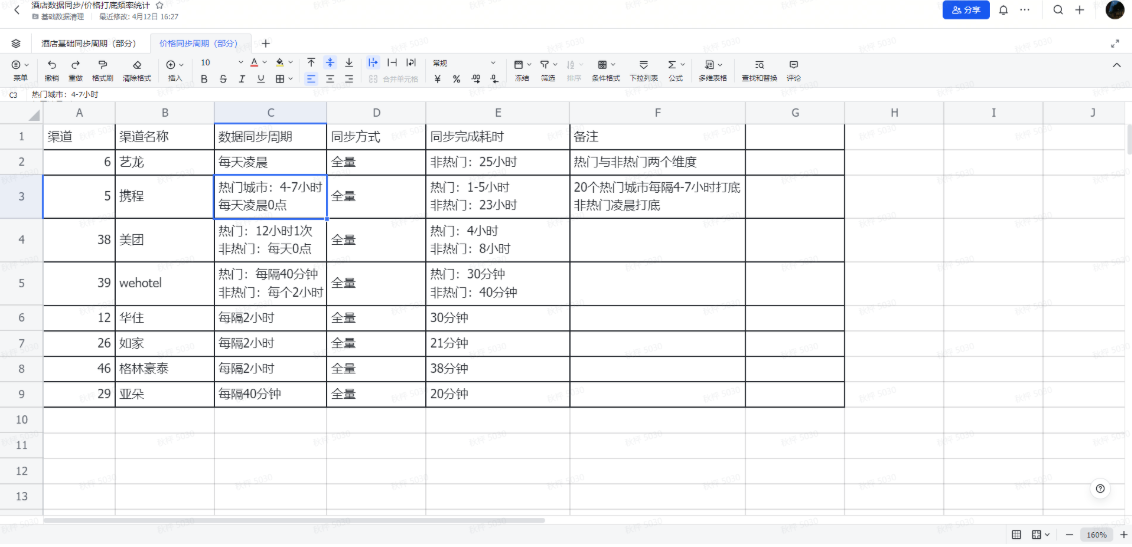 酒店数据同步/价格打底频率统计
基础数据清理 最近修改: 4月12日 16:27
分享
酒店基础同步周期（部分） 价格同步周期（部分） +
菜单 撤销 重做 格式刷 清除格式 插入 10 常规 合并单元格 冻结 筛选 排序 条件格式 下拉列表 公式 多维表格 查找和替换 评论
C3 热门城市：4-7小时
A B C D E F G H I J
1 渠道 渠道名称 数据同步周期 同步方式 同步完成耗时 备注
2 6 艺龙 每天凌晨 全量 非热门：25小时 热门与非热门两个维度
3 5 携程 热门城市：4-7小时 全量 热门：1-5小时 20个热门城市每隔4-7小时打底
每天凌晨0点 非热门：23小时 非热门凌晨打底
4 38 美团 热门：12小时1次 全量 热门：4小时
非热门：每天0点 非热门：8小时
5 39 wehotel 热门：每隔40分钟 全量 热门：30分钟
非热门：每个2小时 非热门：40分钟
6 12 华住 每隔2小时 全量 30分钟
7 26 如家 每隔2小时 全量 21分钟
8 46 格林豪泰 每隔2小时 全量 38分钟
9 29 亚朵 每隔40分钟 全量 20分钟
10
11
12
13
160%